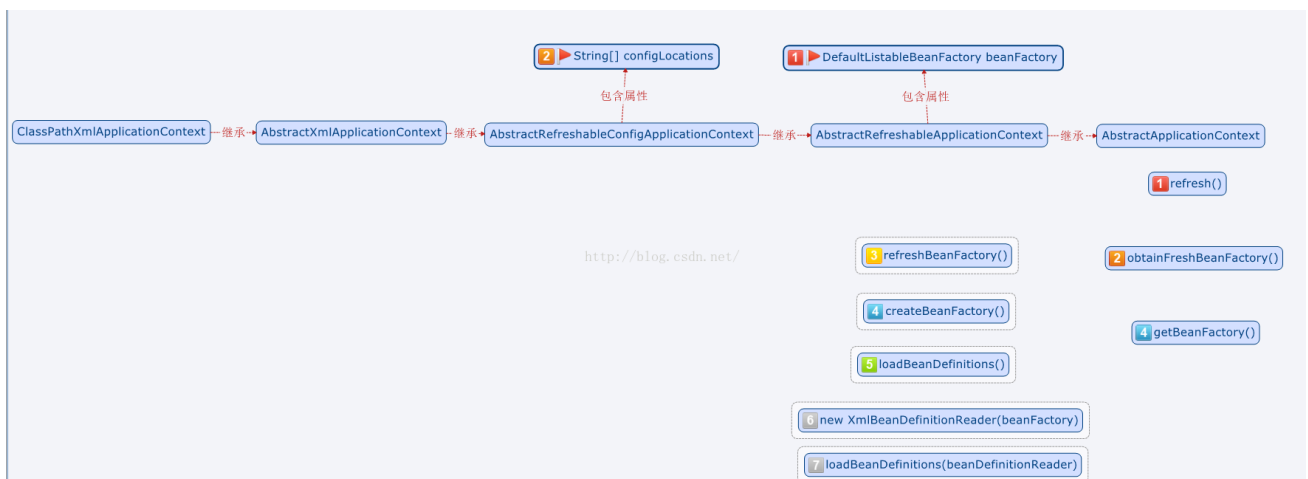 2 String[] configLocations
1 DefaultListableBeanFactory beanFactory
包含属性
包含属性
ClassPathXmlApplicationContext 继承 AbstractXmlApplicationContext 继承 AbstractRefreshableConfigApplicationContext 继承 AbstractRefreshableApplicationContext 继承 AbstractApplicationContext
1 refresh()
http://blog.csdn.net/
3 refreshBeanFactory()
2 obtainFreshBeanFactory()
4 createBeanFactory()
4 getBeanFactory()
5 loadBeanDefinitions()
6 new XmlBeanDefinitionReader(beanFactory)
7 loadBeanDefinitions(beanDefinitionReader)